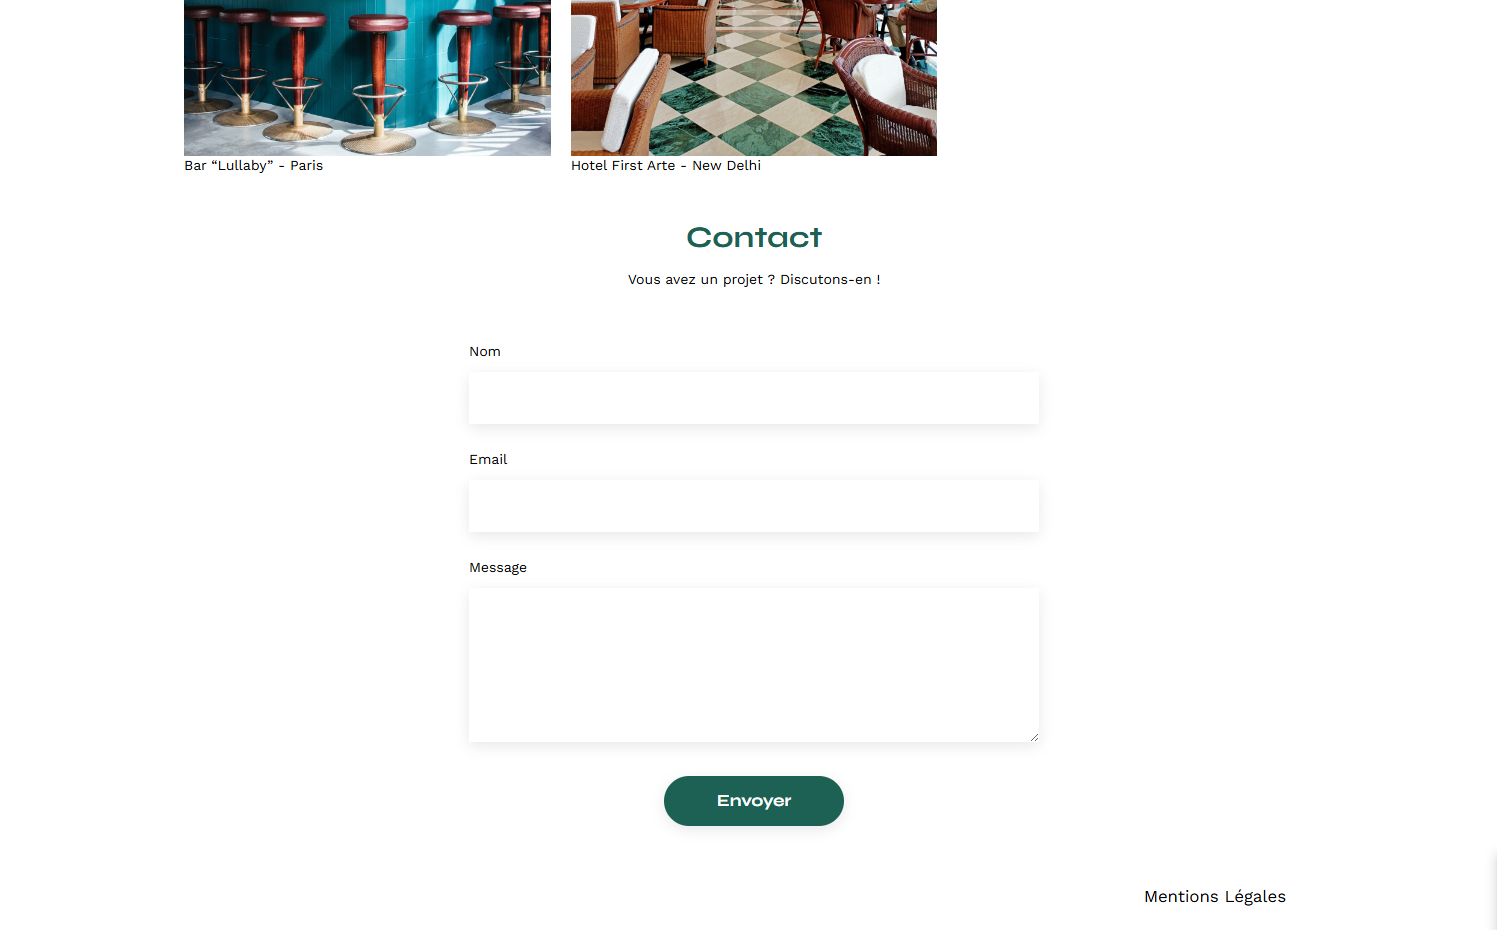 Bar “Lullaby” - Paris
Hotel First Arte - New Delhi
Contact
Vous avez un projet ? Discutons-en !
Nom
Email
Message
Envoyer
Mentions Légales